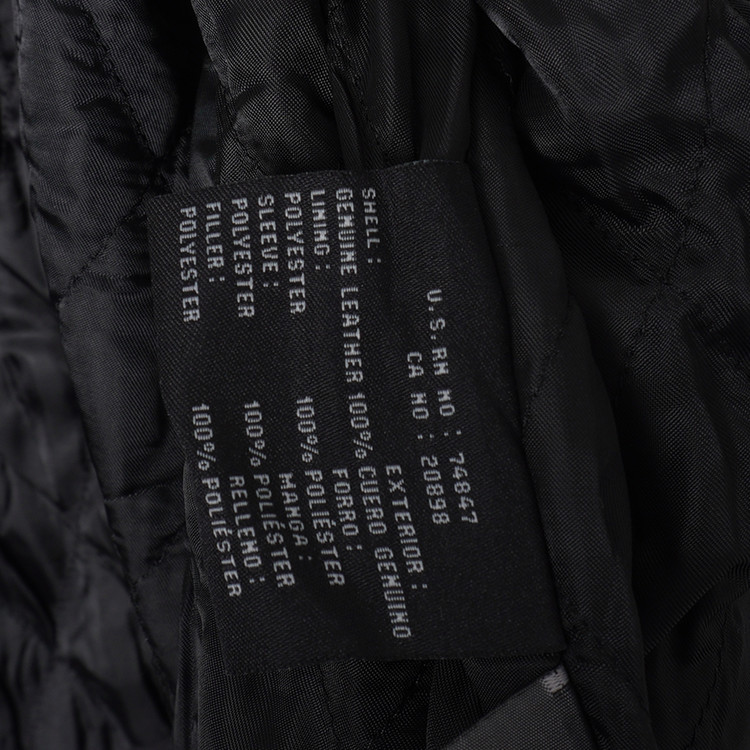 U.S.RN NO: 74847
CA NO: 20898
SHELL: EXTERIOR:
GENUINE LEATHER 100% CUERO GENUINO
LINING: FORRO:
POLYESTER 100% POLIÉSTER
SLEEVE: MANGA:
POLYESTER 100% POLIÉSTER
FILLER: RELLENO:
POLYESTER 100% POLIÉSTER